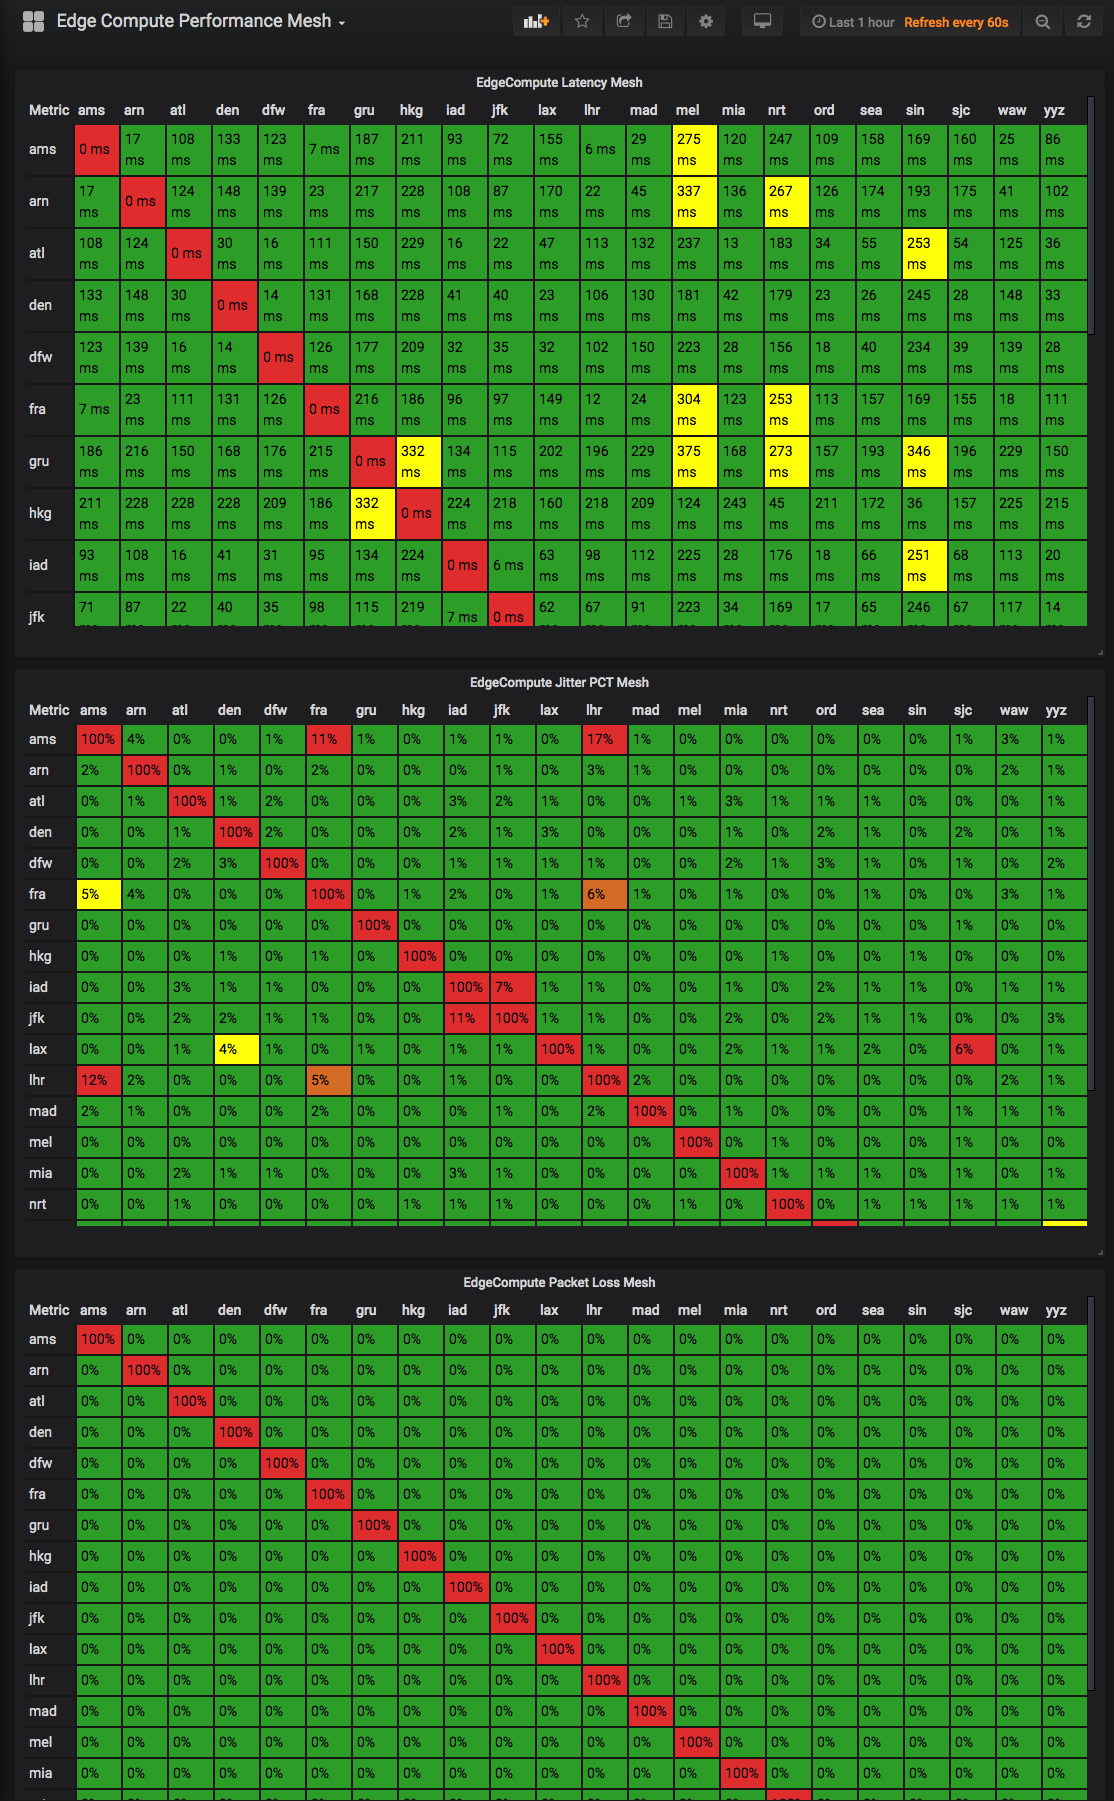 Edge Compute Performance Mesh
Last 1 hour Refresh every 60s
EdgeCompute Latency Mesh
Metric ams arn atl den dfw fra gru hkg iad jfk lax lhr mad mel mia nrt ord sea sin sjc waw yyz
ams 0 ms 17 ms 108 ms 133 ms 123 ms 7 ms 187 ms 211 ms 93 ms 72 ms 155 ms 6 ms 29 ms 275 ms 120 ms 247 ms 109 ms 158 ms 169 ms 160 ms 25 ms 86 ms
arn 17 ms 0 ms 124 ms 148 ms 139 ms 23 ms 217 ms 228 ms 108 ms 87 ms 170 ms 22 ms 45 ms 337 ms 136 ms 267 ms 126 ms 174 ms 193 ms 175 ms 41 ms 102 ms
atl 108 ms 124 ms 0 ms 30 ms 16 ms 111 ms 150 ms 229 ms 16 ms 22 ms 47 ms 113 ms 132 ms 237 ms 13 ms 183 ms 34 ms 55 ms 253 ms 54 ms 125 ms 36 ms
den 133 ms 148 ms 30 ms 0 ms 14 ms 131 ms 168 ms 228 ms 41 ms 40 ms 23 ms 106 ms 130 ms 181 ms 42 ms 179 ms 23 ms 26 ms 245 ms 28 ms 148 ms 33 ms
dfw 123 ms 139 ms 16 ms 14 ms 0 ms 126 ms 177 ms 209 ms 32 ms 35 ms 32 ms 102 ms 150 ms 223 ms 28 ms 156 ms 18 ms 40 ms 234 ms 39 ms 139 ms 28 ms
fra 7 ms 23 ms 111 ms 131 ms 126 ms 0 ms 216 ms 186 ms 96 ms 97 ms 149 ms 12 ms 24 ms 304 ms 123 ms 253 ms 113 ms 157 ms 169 ms 155 ms 18 ms 111 ms
gru 186 ms 216 ms 150 ms 168 ms 176 ms 215 ms 0 ms 332 ms 134 ms 115 ms 202 ms 196 ms 229 ms 375 ms 168 ms 273 ms 157 ms 193 ms 346 ms 196 ms 229 ms 150 ms
hkg 211 ms 228 ms 228 ms 228 ms 209 ms 186 ms 332 ms 0 ms 224 ms 218 ms 160 ms 218 ms 209 ms 124 ms 243 ms 45 ms 211 ms 172 ms 36 ms 157 ms 225 ms 215 ms
iad 93 ms 108 ms 16 ms 41 ms 31 ms 95 ms 134 ms 224 ms 0 ms 6 ms 63 ms 98 ms 112 ms 225 ms 28 ms 176 ms 18 ms 66 ms 251 ms 68 ms 113 ms 20 ms
jfk 71 87 22 40 35 98 115 219 7 ms 0 ms 62 67 91 223 34 169 17 65 246 67 117 14
EdgeCompute Jitter PCT Mesh
Metric ams arn atl den dfw fra gru hkg iad jfk lax lhr mad mel mia nrt ord sea sin sjc waw yyz
ams 100% 4% 0% 0% 1% 11% 1% 0% 1% 1% 0% 17% 1% 0% 0% 0% 0% 0% 0% 1% 3% 1%
arn 2% 100% 0% 1% 0% 2% 0% 0% 0% 1% 0% 3% 1% 0% 0% 0% 0% 0% 0% 0% 2% 1%
atl 0% 1% 100% 1% 2% 0% 0% 0% 3% 2% 1% 0% 0% 1% 3% 1% 1% 1% 0% 0% 0% 1%
den 0% 0% 1% 100% 2% 0% 0% 0% 2% 1% 3% 0% 0% 0% 1% 0% 2% 1% 0% 2% 0% 1%
dfw 0% 0% 2% 3% 100% 0% 0% 0% 1% 1% 1% 1% 0% 0% 2% 1% 3% 1% 0% 1% 0% 2%
fra 5% 4% 0% 0% 0% 100% 0% 1% 2% 0% 1% 6% 1% 0% 1% 0% 0% 1% 0% 0% 3% 1%
gru 0% 0% 0% 0% 0% 0% 100% 0% 0% 0% 0% 0% 0% 0% 0% 0% 0% 0% 0% 1% 0% 0%
hkg 0% 0% 0% 1% 0% 1% 0% 100% 0% 0% 0% 0% 0% 0% 0% 1% 0% 0% 1% 0% 0% 0%
iad 0% 0% 3% 1% 1% 0% 0% 0% 100% 7% 1% 1% 0% 0% 1% 0% 2% 1% 1% 0% 1% 1%
jfk 0% 0% 2% 2% 1% 1% 0% 0% 11% 100% 1% 1% 0% 0% 2% 0% 2% 1% 1% 0% 0% 3%
lax 0% 0% 1% 4% 1% 0% 1% 0% 1% 1% 100% 1% 0% 0% 2% 1% 1% 2% 0% 6% 0% 1%
lhr 12% 2% 0% 0% 0% 5% 0% 0% 1% 0% 0% 100% 2% 0% 0% 0% 0% 0% 0% 0% 2% 1%
mad 2% 1% 0% 0% 0% 2% 0% 0% 0% 1% 0% 2% 100% 0% 1% 0% 0% 0% 0% 1% 1% 1%
mel 0% 0% 0% 0% 0% 0% 0% 0% 0% 0% 0% 0% 0% 100% 0% 1% 0% 0% 0% 1% 0% 0%
mia 0% 0% 2% 1% 1% 0% 0% 0% 3% 1% 0% 0% 0% 0% 100% 1% 1% 1% 0% 1% 0% 1%
nrt 0% 0% 1% 0% 0% 0% 0% 1% 1% 1% 0% 0% 0% 1% 0% 100% 0% 1% 1% 1% 1% 1%
EdgeCompute Packet Loss Mesh
Metric ams arn atl den dfw fra gru hkg iad jfk lax lhr mad mel mia nrt ord sea sin sjc waw yyz
ams 100% 0% 0% 0% 0% 0% 0% 0% 0% 0% 0% 0% 0% 0% 0% 0% 0% 0% 0% 0% 0% 0%
arn 0% 100% 0% 0% 0% 0% 0% 0% 0% 0% 0% 0% 0% 0% 0% 0% 0% 0% 0% 0% 0% 0%
atl 0% 0% 100% 0% 0% 0% 0% 0% 0% 0% 0% 0% 0% 0% 0% 0% 0% 0% 0% 0% 0% 0%
den 0% 0% 0% 100% 0% 0% 0% 0% 0% 0% 0% 0% 0% 0% 0% 0% 0% 0% 0% 0% 0% 0%
dfw 0% 0% 0% 0% 100% 0% 0% 0% 0% 0% 0% 0% 0% 0% 0% 0% 0% 0% 0% 0% 0% 0%
fra 0% 0% 0% 0% 0% 100% 0% 0% 0% 0% 0% 0% 0% 0% 0% 0% 0% 0% 0% 0% 0% 0%
gru 0% 0% 0% 0% 0% 0% 100% 0% 0% 0% 0% 0% 0% 0% 0% 0% 0% 0% 0% 0% 0% 0%
hkg 0% 0% 0% 0% 0% 0% 0% 100% 0% 0% 0% 0% 0% 0% 0% 0% 0% 0% 0% 0% 0% 0%
iad 0% 0% 0% 0% 0% 0% 0% 0% 100% 0% 0% 0% 0% 0% 0% 0% 0% 0% 0% 0% 0% 0%
jfk 0% 0% 0% 0% 0% 0% 0% 0% 0% 100% 0% 0% 0% 0% 0% 0% 0% 0% 0% 0% 0% 0%
lax 0% 0% 0% 0% 0% 0% 0% 0% 0% 0% 100% 0% 0% 0% 0% 0% 0% 0% 0% 0% 0% 0%
lhr 0% 0% 0% 0% 0% 0% 0% 0% 0% 0% 0% 100% 0% 0% 0% 0% 0% 0% 0% 0% 0% 0%
mad 0% 0% 0% 0% 0% 0% 0% 0% 0% 0% 0% 0% 100% 0% 0% 0% 0% 0% 0% 0% 0% 0%
mel 0% 0% 0% 0% 0% 0% 0% 0% 0% 0% 0% 0% 0% 100% 0% 0% 0% 0% 0% 0% 0% 0%
mia 0% 0% 0% 0% 0% 0% 0% 0% 0% 0% 0% 0% 0% 0% 100% 0% 0% 0% 0% 0% 0% 0%